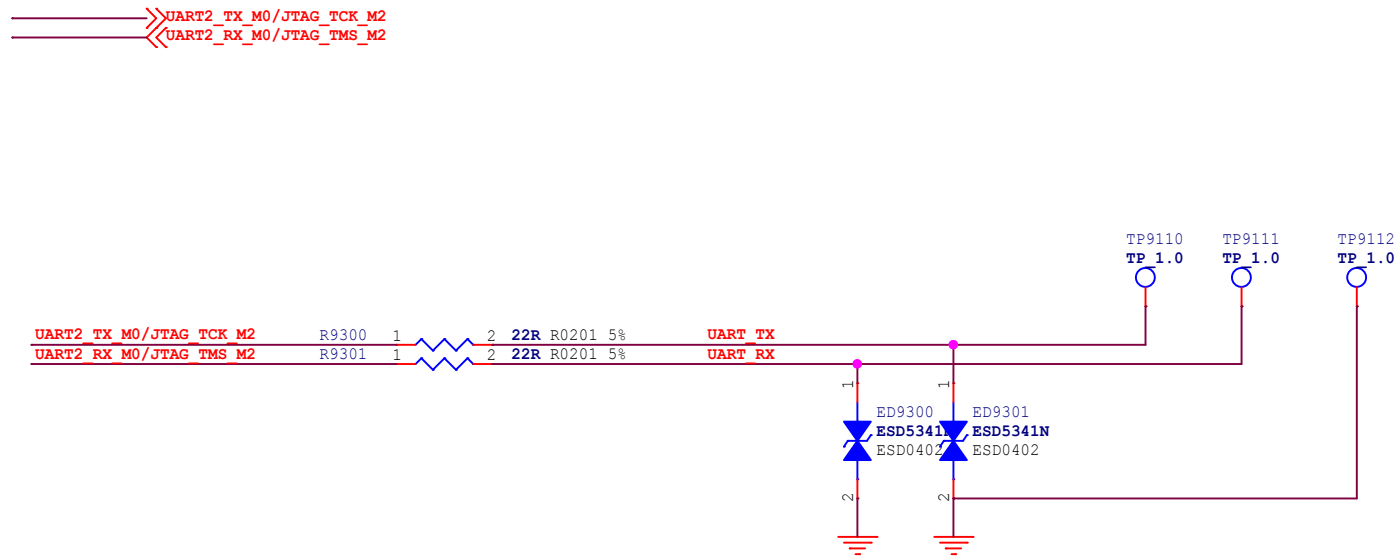 UART2_TX_M0/JTAG_TCK_M2
UART2_RX_M0/JTAG_TMS_M2
TP9110 TP9111 TP9112
TP_1.0 TP_1.0 TP_1.0
UART2_TX_M0/JTAG_TCK_M2 R9300 1 2 22R R0201 5% UART_TX
UART2_RX_M0/JTAG_TMS_M2 R9301 1 2 22R R0201 5% UART_RX
1 1
ED9300 ED9301
ESD5341N ESD5341N
ESD0402 ESD0402
2 2